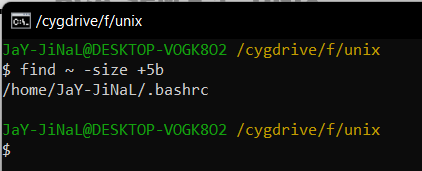 /cygdrive/f/unix
JaY-JiNaL@DESKTOP-VOGK8O2 /cygdrive/f/unix
$ find ~ -size +5b
/home/JaY-JiNaL/.bashrc
JaY-JiNaL@DESKTOP-VOGK8O2 /cygdrive/f/unix
$